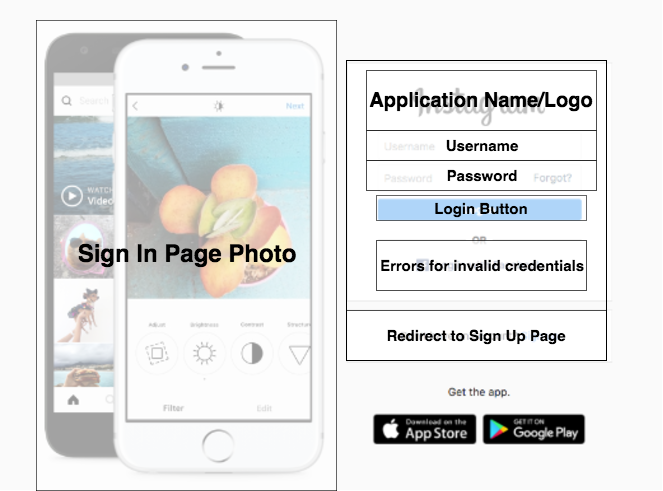 Search
Next
WATCH
Video
Sign In Page Photo
Adjust
Brightness
Contrast
Structure
Filter
Edit
Application Name/Logo
Instagram
Username
Username
Password
Password
Forgot?
Login Button
OR
Errors for invalid credentials
Redirect to Sign Up Page
Get the app.
Download on the
App Store
GET IT ON
Google Play